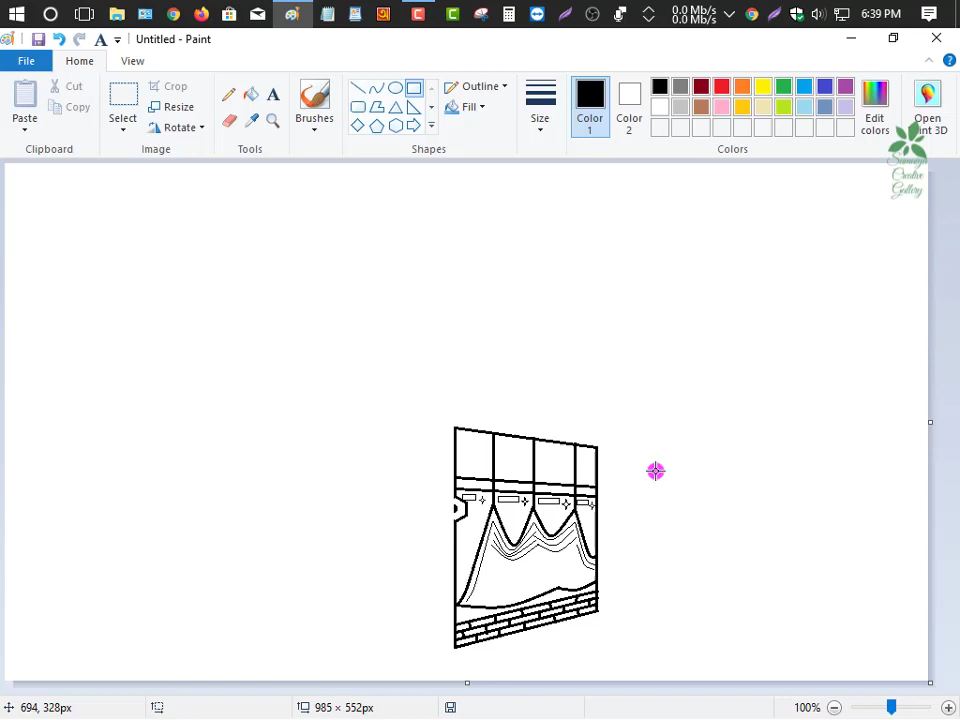 0.0 Mb/s
0.0 Mb/s
6:39 PM
Untitled - Paint
File
Home
View
Paste
Cut
Copy
Clipboard
Select
Crop
Resize
Rotate
Image
A
Tools
Brushes
Outline
Fill
Shapes
Size
Color 1
Color 2
Edit colors
Colors
Open
Creative
Gallery
694, 328px
985 × 552px
100%